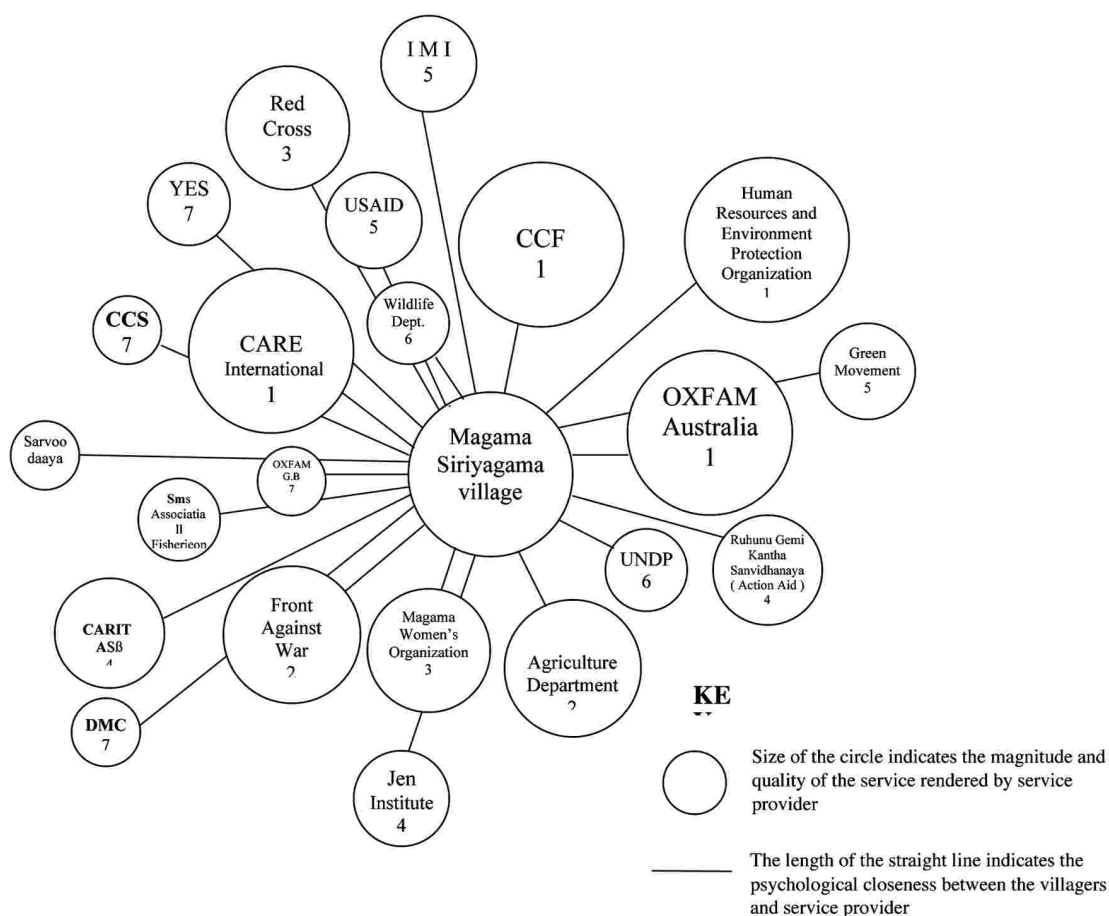 I M I
5
Red
Cross
3
YES
7
USAID
5
CCF
1
Human
Resources and
Environment
Protection
Organization
1
CCS
7
CARE
International
1
Wildlife
Dept.
6
Green
Movement
5
OXFAM
Australia
1
Magama
Siriyagama
village
Sarvoo
daaya
OXFAM
G.B
7
Sms
Associatia
ll
Fisherieon
UNDP
6
Ruhunu Gemi
Kantha
Sanvidhanaya
( Action Aid )
4
CARIT
ASß
4
Front
Against
War
2
Magama
Women's
Organization
3
Agriculture
Department
2
DMC
7
Jen
Institute
4
KE
Size of the circle indicates the magnitude and
quality of the service rendered by service
provider
The length of the straight line indicates the
psychological closeness between the villagers
and service provider